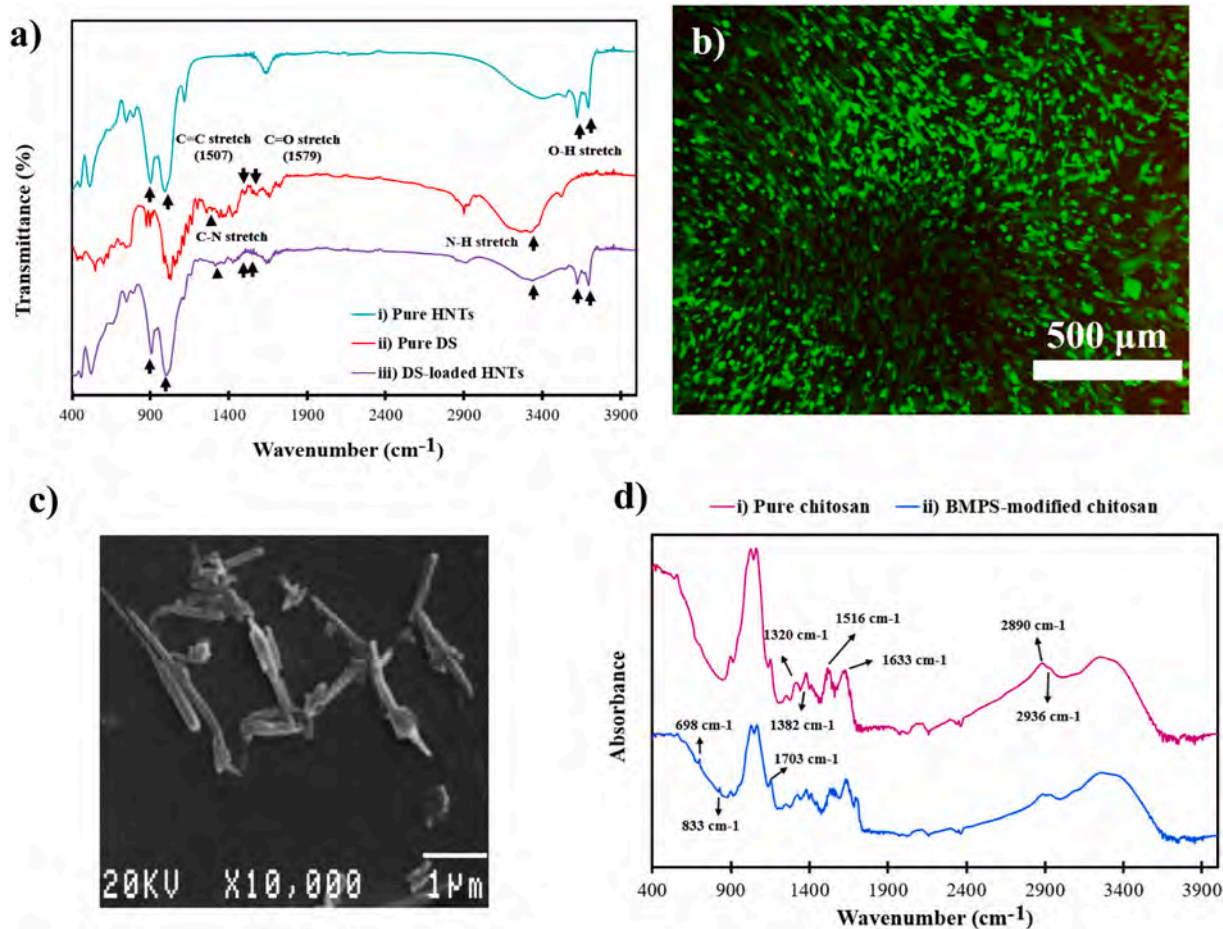 a)
C=C stretch
(1507)
C=O stretch
(1579)
O-H stretch
C-N stretch
N-H stretch
i) Pure HNTs
ii) Pure DS
iii) DS-loaded HNTs
Transmittance (%)
400 900 1400 1900 2400 2900 3400 3900
Wavenumber (cm-1)
b)
500 µm
c)
20KV X10,000 1µm
d)
i) Pure chitosan ii) BMPS-modified chitosan
1320 cm-1
1516 cm-1
1633 cm-1
2890 cm-1
2936 cm-1
698 cm-1
1382 cm-1
1703 cm-1
833 cm-1
Absorbance
400 900 1400 1900 2400 2900 3400 3900
Wavenumber (cm-1)